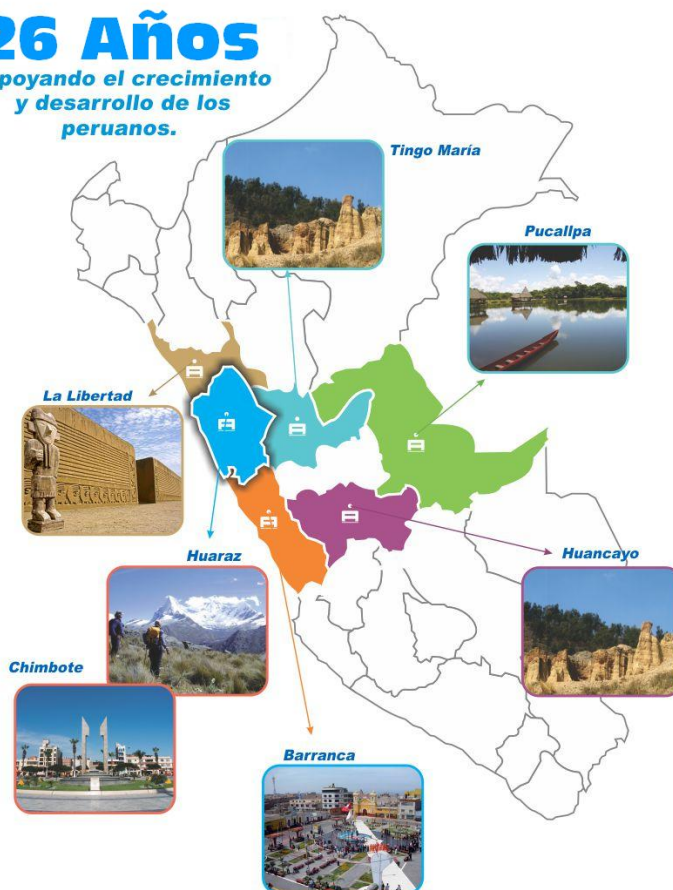 26 Años
poyando el crecimiento
y desarrollo de los
peruanos.
Tingo María
Pucallpa
La Libertad
Huaraz
Huancayo
Chimbote
Barranca